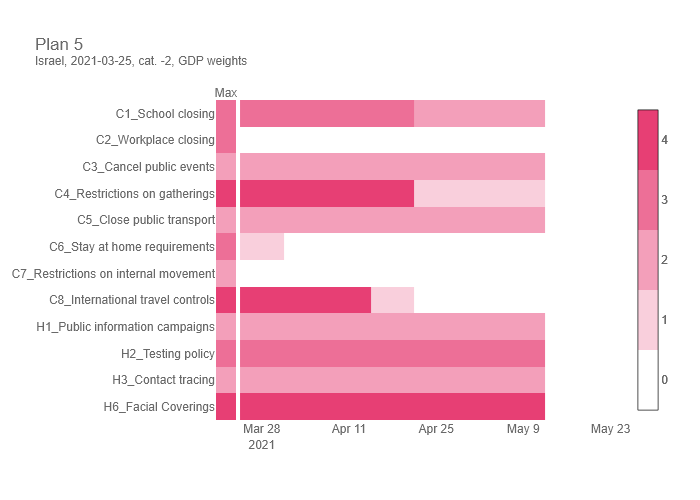 Plan 5
Israel, 2021-03-25, cat. -2, GDP weights
Max
C1_School closing
C2_Workplace closing
C3_Cancel public events
C4_Restrictions on gatherings
C5_Close public transport
C6_Stay at home requirements
C7_Restrictions on internal movement
C8_International travel controls
H1_Public information campaigns
H2_Testing policy
H3_Contact tracing
H6_Facial Coverings
Mar 28 Apr 11 Apr 25 May 9 May 23
2021
4
3
2
1
0